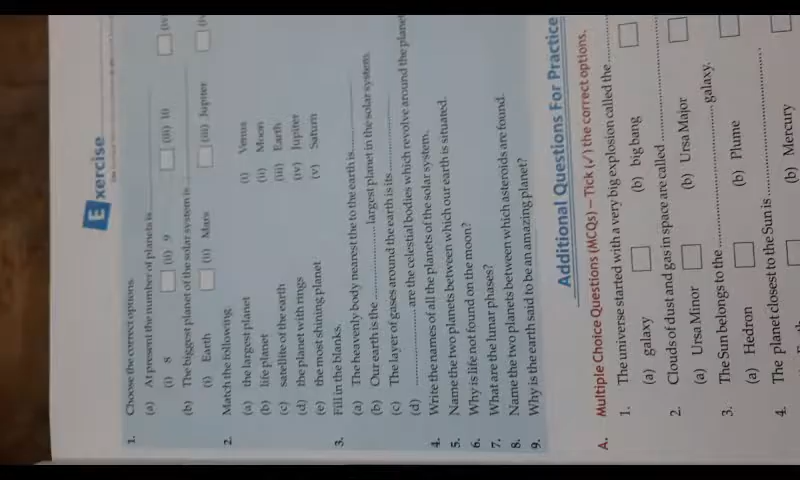 Exercise
1. Choose the correct options.
(a) At present the number of planets is
(i) 8 (ii) 9 (iii) 10
(b) The biggest planet of the solar system is
(i) Earth (ii) Mars (iii) Jupiter
2. Match the following.
(a) the largest planet (i) Venus
(b) life planet (ii) Moon
(c) satellite of the earth (iii) Earth
(d) the planet with rings (iv) Jupiter
(e) the most shining planet (v) Saturn
3. Fill in the blanks.
(a) The heavenly body nearest the to the earth is
(b) Our earth is the largest planet in the solar system.
(c) The layer of gases around the earth is its
(d) are the celestial bodies which revolve around the planet
4. Write the names of all the planets of the solar system.
5. Name the two planets between which our earth is situated.
6. Why is life not found on the moon?
7. What are the lunar phases?
8. Name the two planets between which asteroids are found.
9. Why is the earth said to be an amazing planet?
Additional Questions For Practice
A. Multiple Choice Questions (MCQs) – Tick (✓) the correct options.
1. The universe started with a very big explosion called the
(a) galaxy (b) big bang
2. Clouds of dust and gas in space are called
(a) Ursa Minor (b) Ursa Major
3. The Sun belongs to the galaxy.
(a) Hedron (b) Plume
4. The planet closest to the Sun is
(b) Mercury